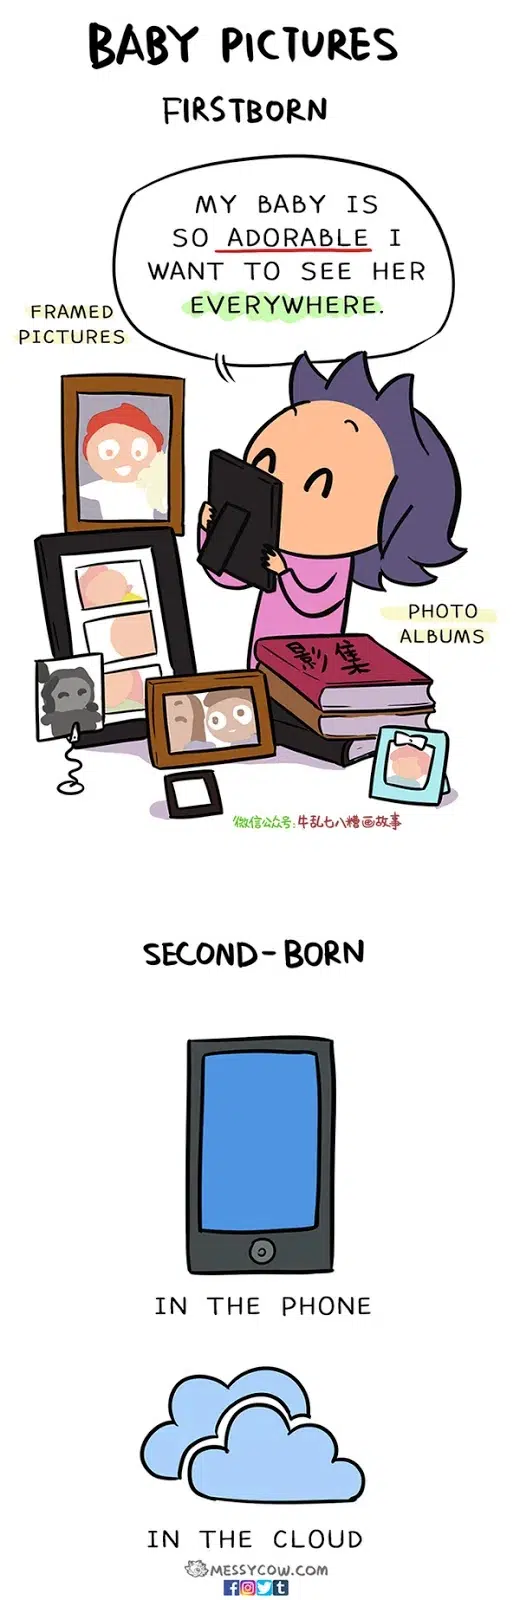 BABY PICTURES
FIRSTBORN
MY BABY IS
SO ADORABLE I
WANT TO SEE HER
EVERYWHERE.
FRAMED
PICTURES
PHOTO
ALBUMS
影集
微信公众号:牛乱七八糟画故事
SECOND-BORN
IN THE PHONE
IN THE CLOUD
MESSYCOW.COM